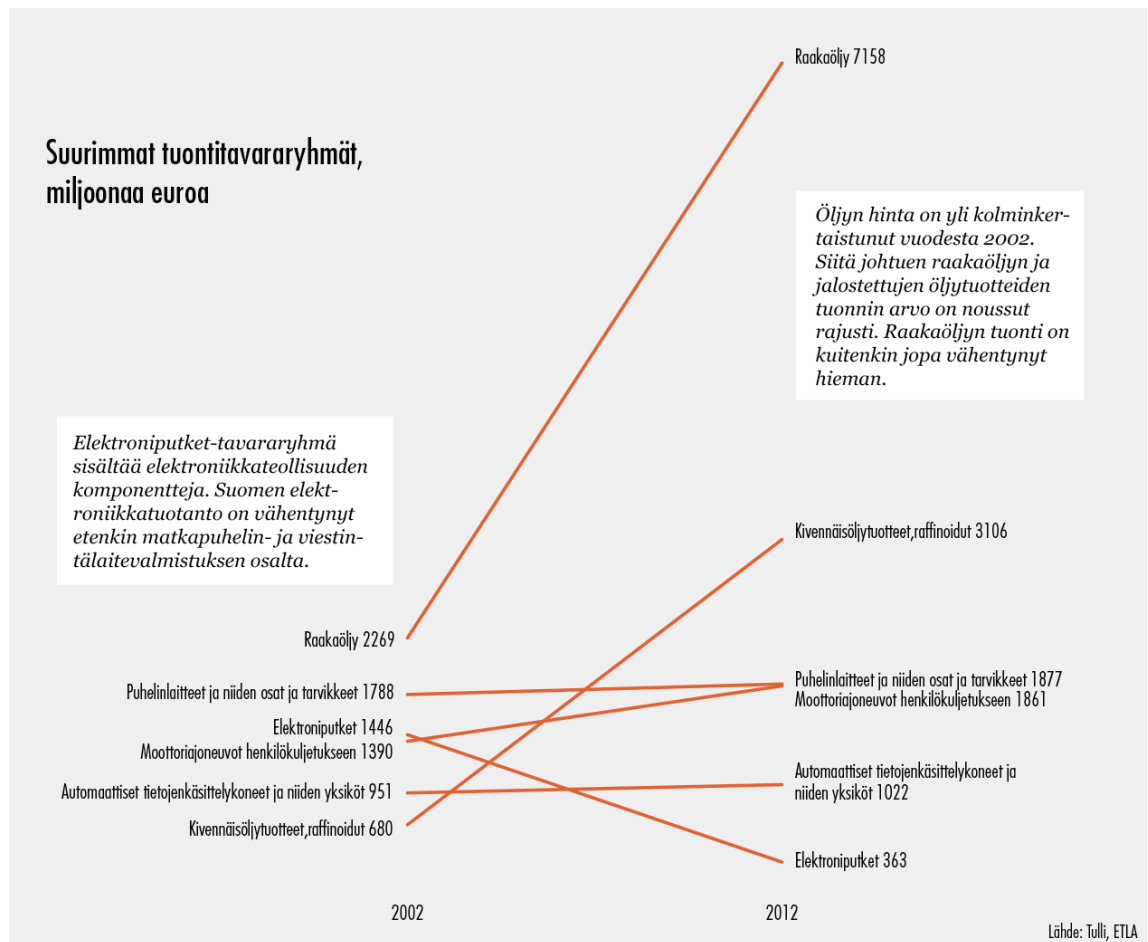 Suurimmat tuontitavararyhmät,
miljoonaa euroa
Raakaöljy 7158
Öljyn hinta on yli kolminker-
taistunut vuodesta 2002.
Siitä johtuen raakaöljyn ja
jalostettujen öljytuotteiden
tuonnin arvo on noussut
rajusti. Raakaöljyn tuonti on
kuitenkin jopa vähentynyt
hieman.
Elektroniputket-tavararyhmä
sisältää elektroniikkateollisuuden
komponentteja. Suomen elekt-
roniikkatuotanto on vähentynyt
etenkin matkapuhelin- ja viestin-
tälaitevalmistuksen osalta.
Raakaöljy 2269
Puhelinlaitteet ja niiden osat ja tarvikkeet 1788
Elektroniputket 1446
Moottoriajoneuvot henkilökuljetukseen 1390
Automaattiset tietojenkäsittelykoneet ja niiden yksiköt 951
Kivennäisöljytuotteet,raffinoidut 680
Kivennäisöljytuotteet,raffinoidut 3106
Puhelinlaitteet ja niiden osat ja tarvikkeet 1877
Moottoriajoneuvot henkilökuljetukseen 1861
Automaattiset tietojenkäsittelykoneet ja
niiden yksiköt 1022
Elektroniputket 363
2002
2012
Lähde: Tulli, ETLA